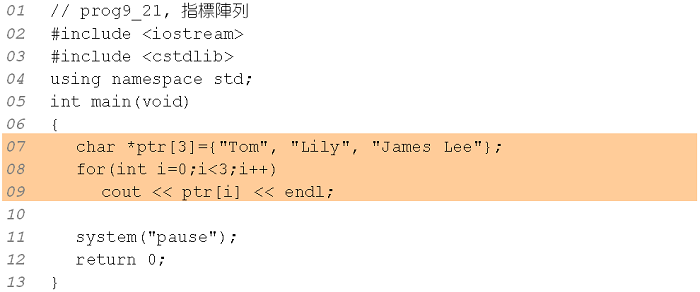 01 // prog9_21, 指標陣列
02 #include <iostream>
03 #include <cstdlib>
04 using namespace std;
05 int main(void)
06 {
07 char *ptr[3]={"Tom", "Lily", "James Lee"};
08 for(int i=0;i<3;i++)
09 cout << ptr[i] << endl;
10
11 system("pause");
12 return 0;
13 }